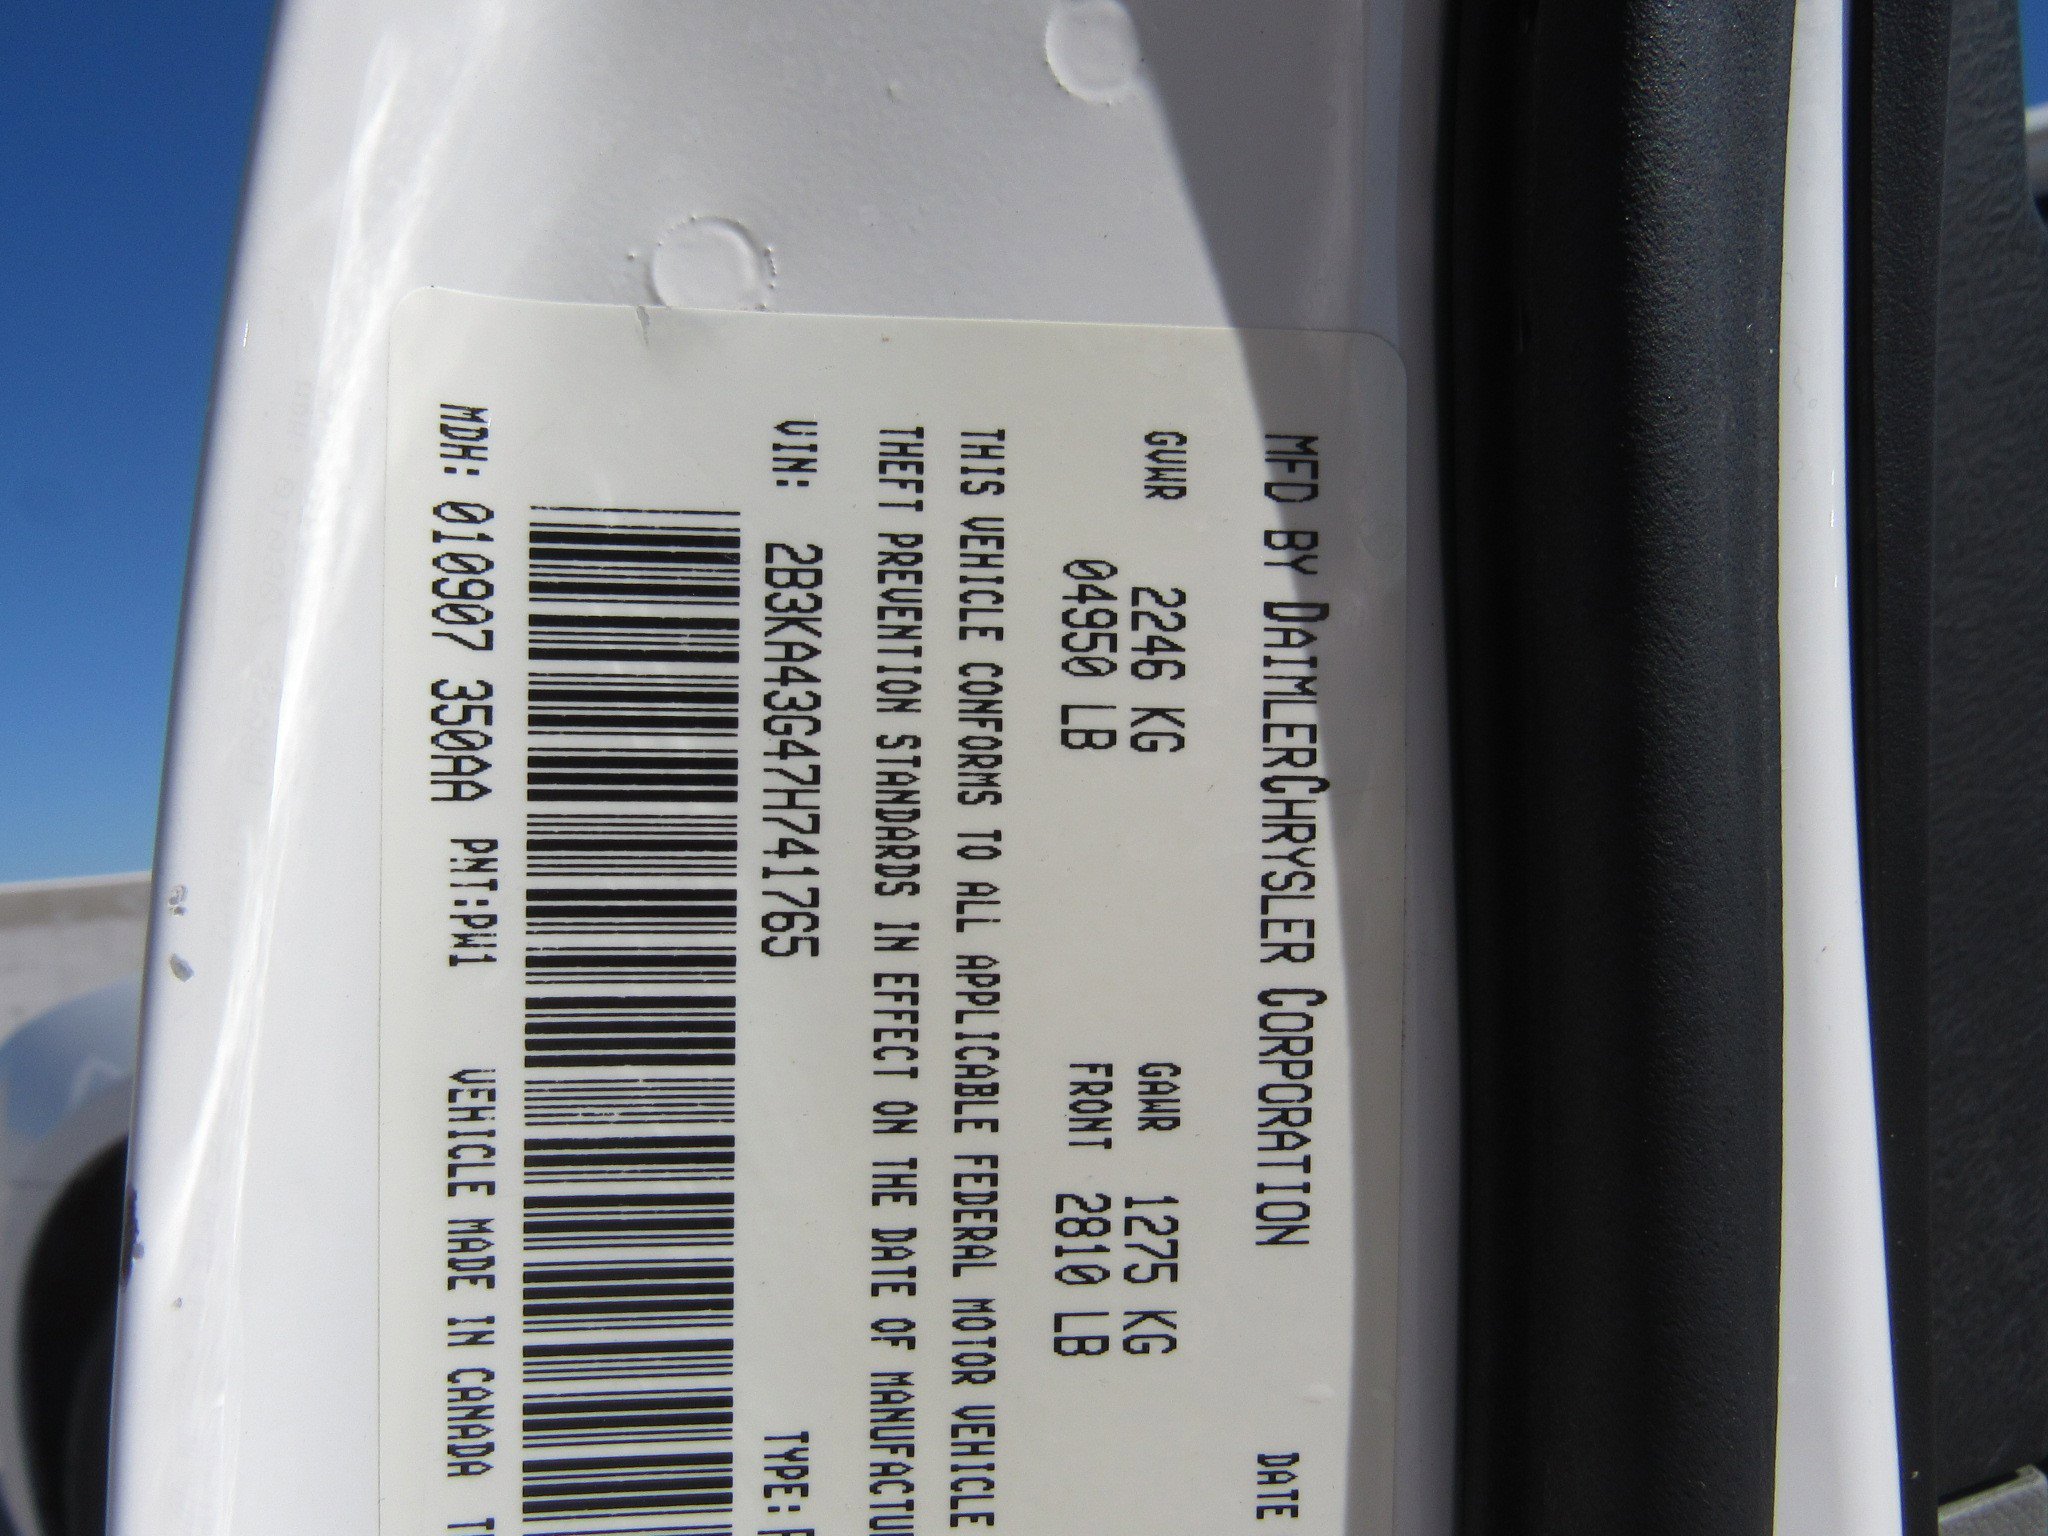 MFD BY DAIMLERCHRYSLER CORPORATION DATE
GVWR 2246 KG GAWR 1275 KG
04950 LB FRONT 2810 LB
THIS VEHICLE CONFORMS TO ALL APPLICABLE FEDERAL MOTOR VEHICLE
THEFT PREVENTION STANDARDS IN EFFECT ON THE DATE OF MANUFACTU
VIN: 2B3KA43G47H741765 TYPE:
MDH: 010907 350AA PNT:PW1 VEHICLE MADE IN CANADA